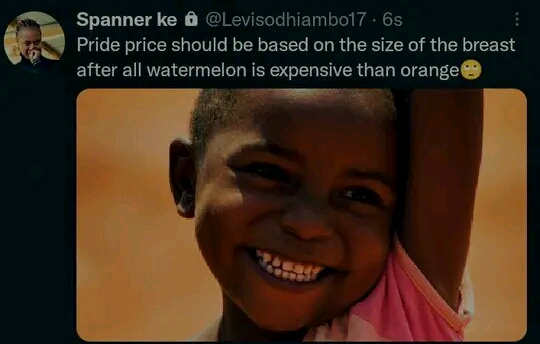 Spanner ke 🔒 @Levisodhiambo17 · 6s
Pride price should be based on the size of the breast
after all watermelon is expensive than orange🙄